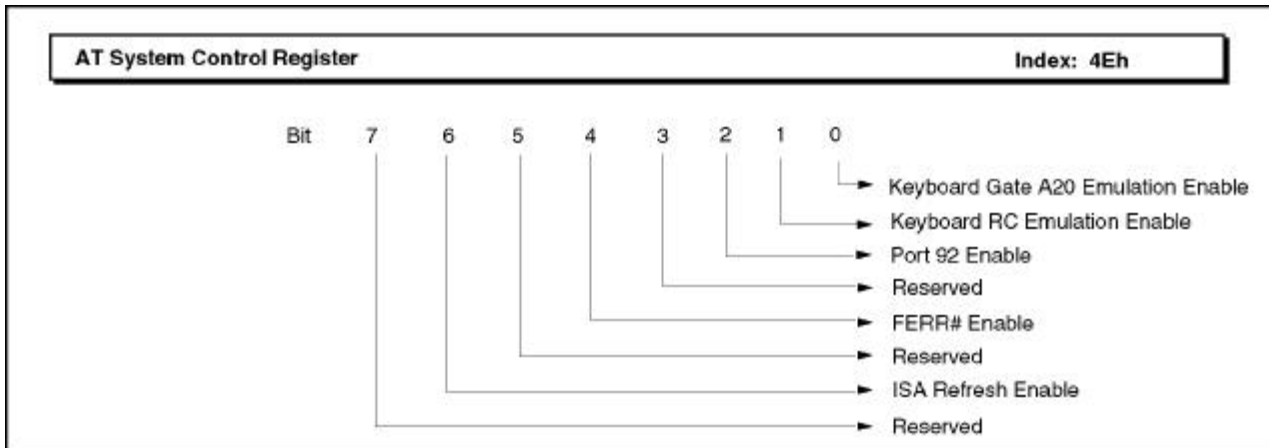 AT System Control Register Index: 4Eh
Bit 7 6 5 4 3 2 1 0
Keyboard Gate A20 Emulation Enable
Keyboard RC Emulation Enable
Port 92 Enable
Reserved
FERR# Enable
Reserved
ISA Refresh Enable
Reserved